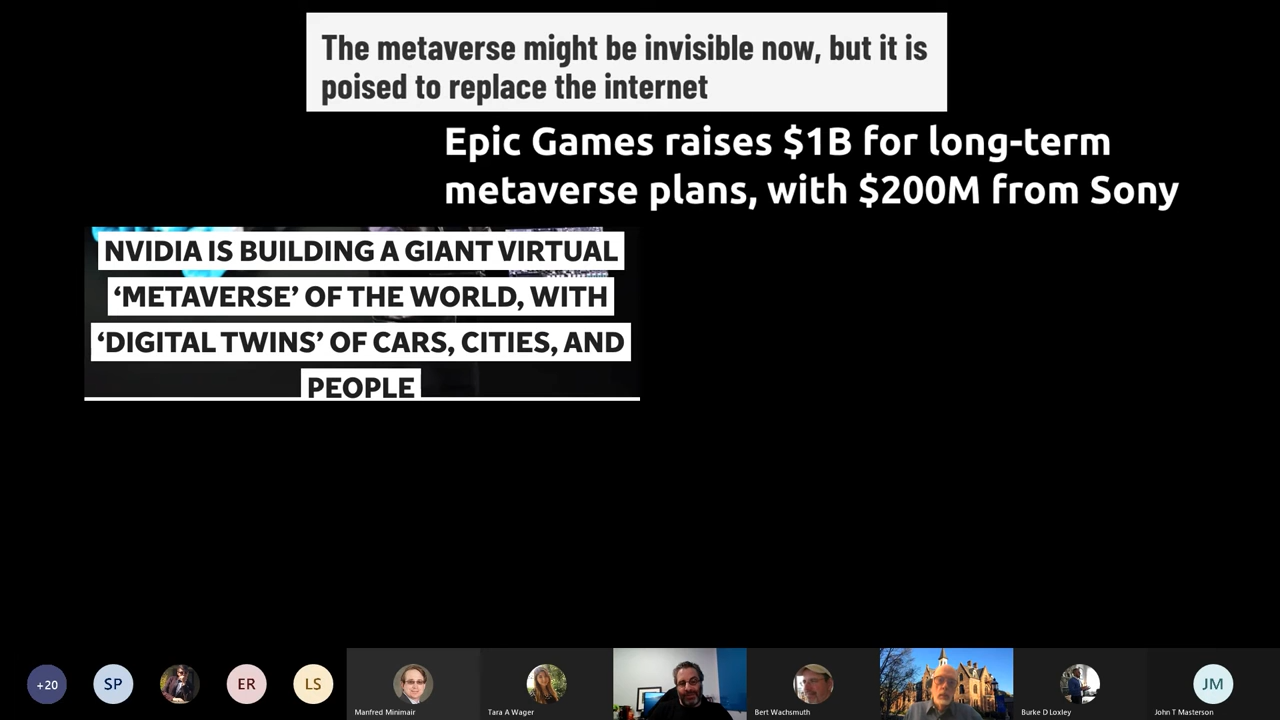 The metaverse might be invisible now, but it is
poised to replace the internet
Epic Games raises $1B for long-term
metaverse plans, with $200M from Sony
NVIDIA IS BUILDING A GIANT VIRTUAL
‘METAVERSE’ OF THE WORLD, WITH
‘DIGITAL TWINS’ OF CARS, CITIES, AND
PEOPLE
+20
SP
ER
LS
JM
Manfred Minimair
Tara A Wager
Bert Wachsmuth
Burke D Loxley
John T Masterson